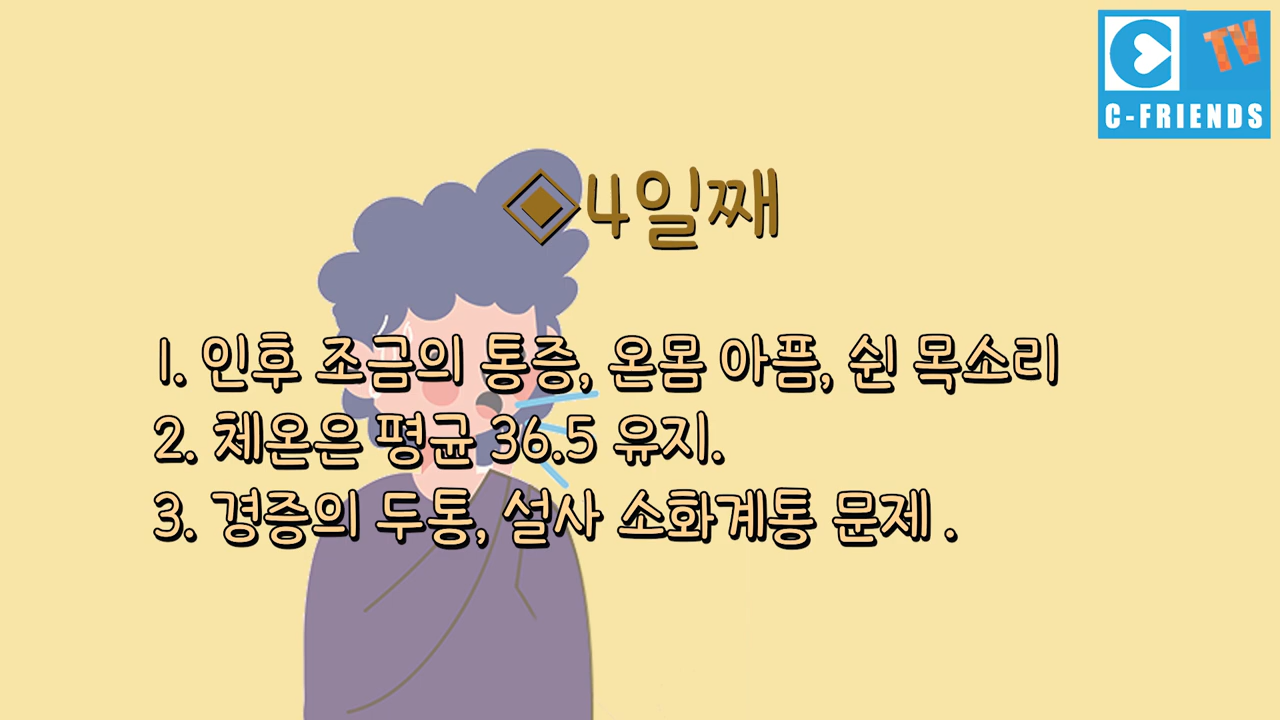 TV
C-FRIENDS
◈4일째
1. 인후 조금의 통증, 온몸 아픔, 쉰 목소리
2. 체온은 평균 36.5 유지.
3. 경증의 두통, 설사 소화계통 문제 .